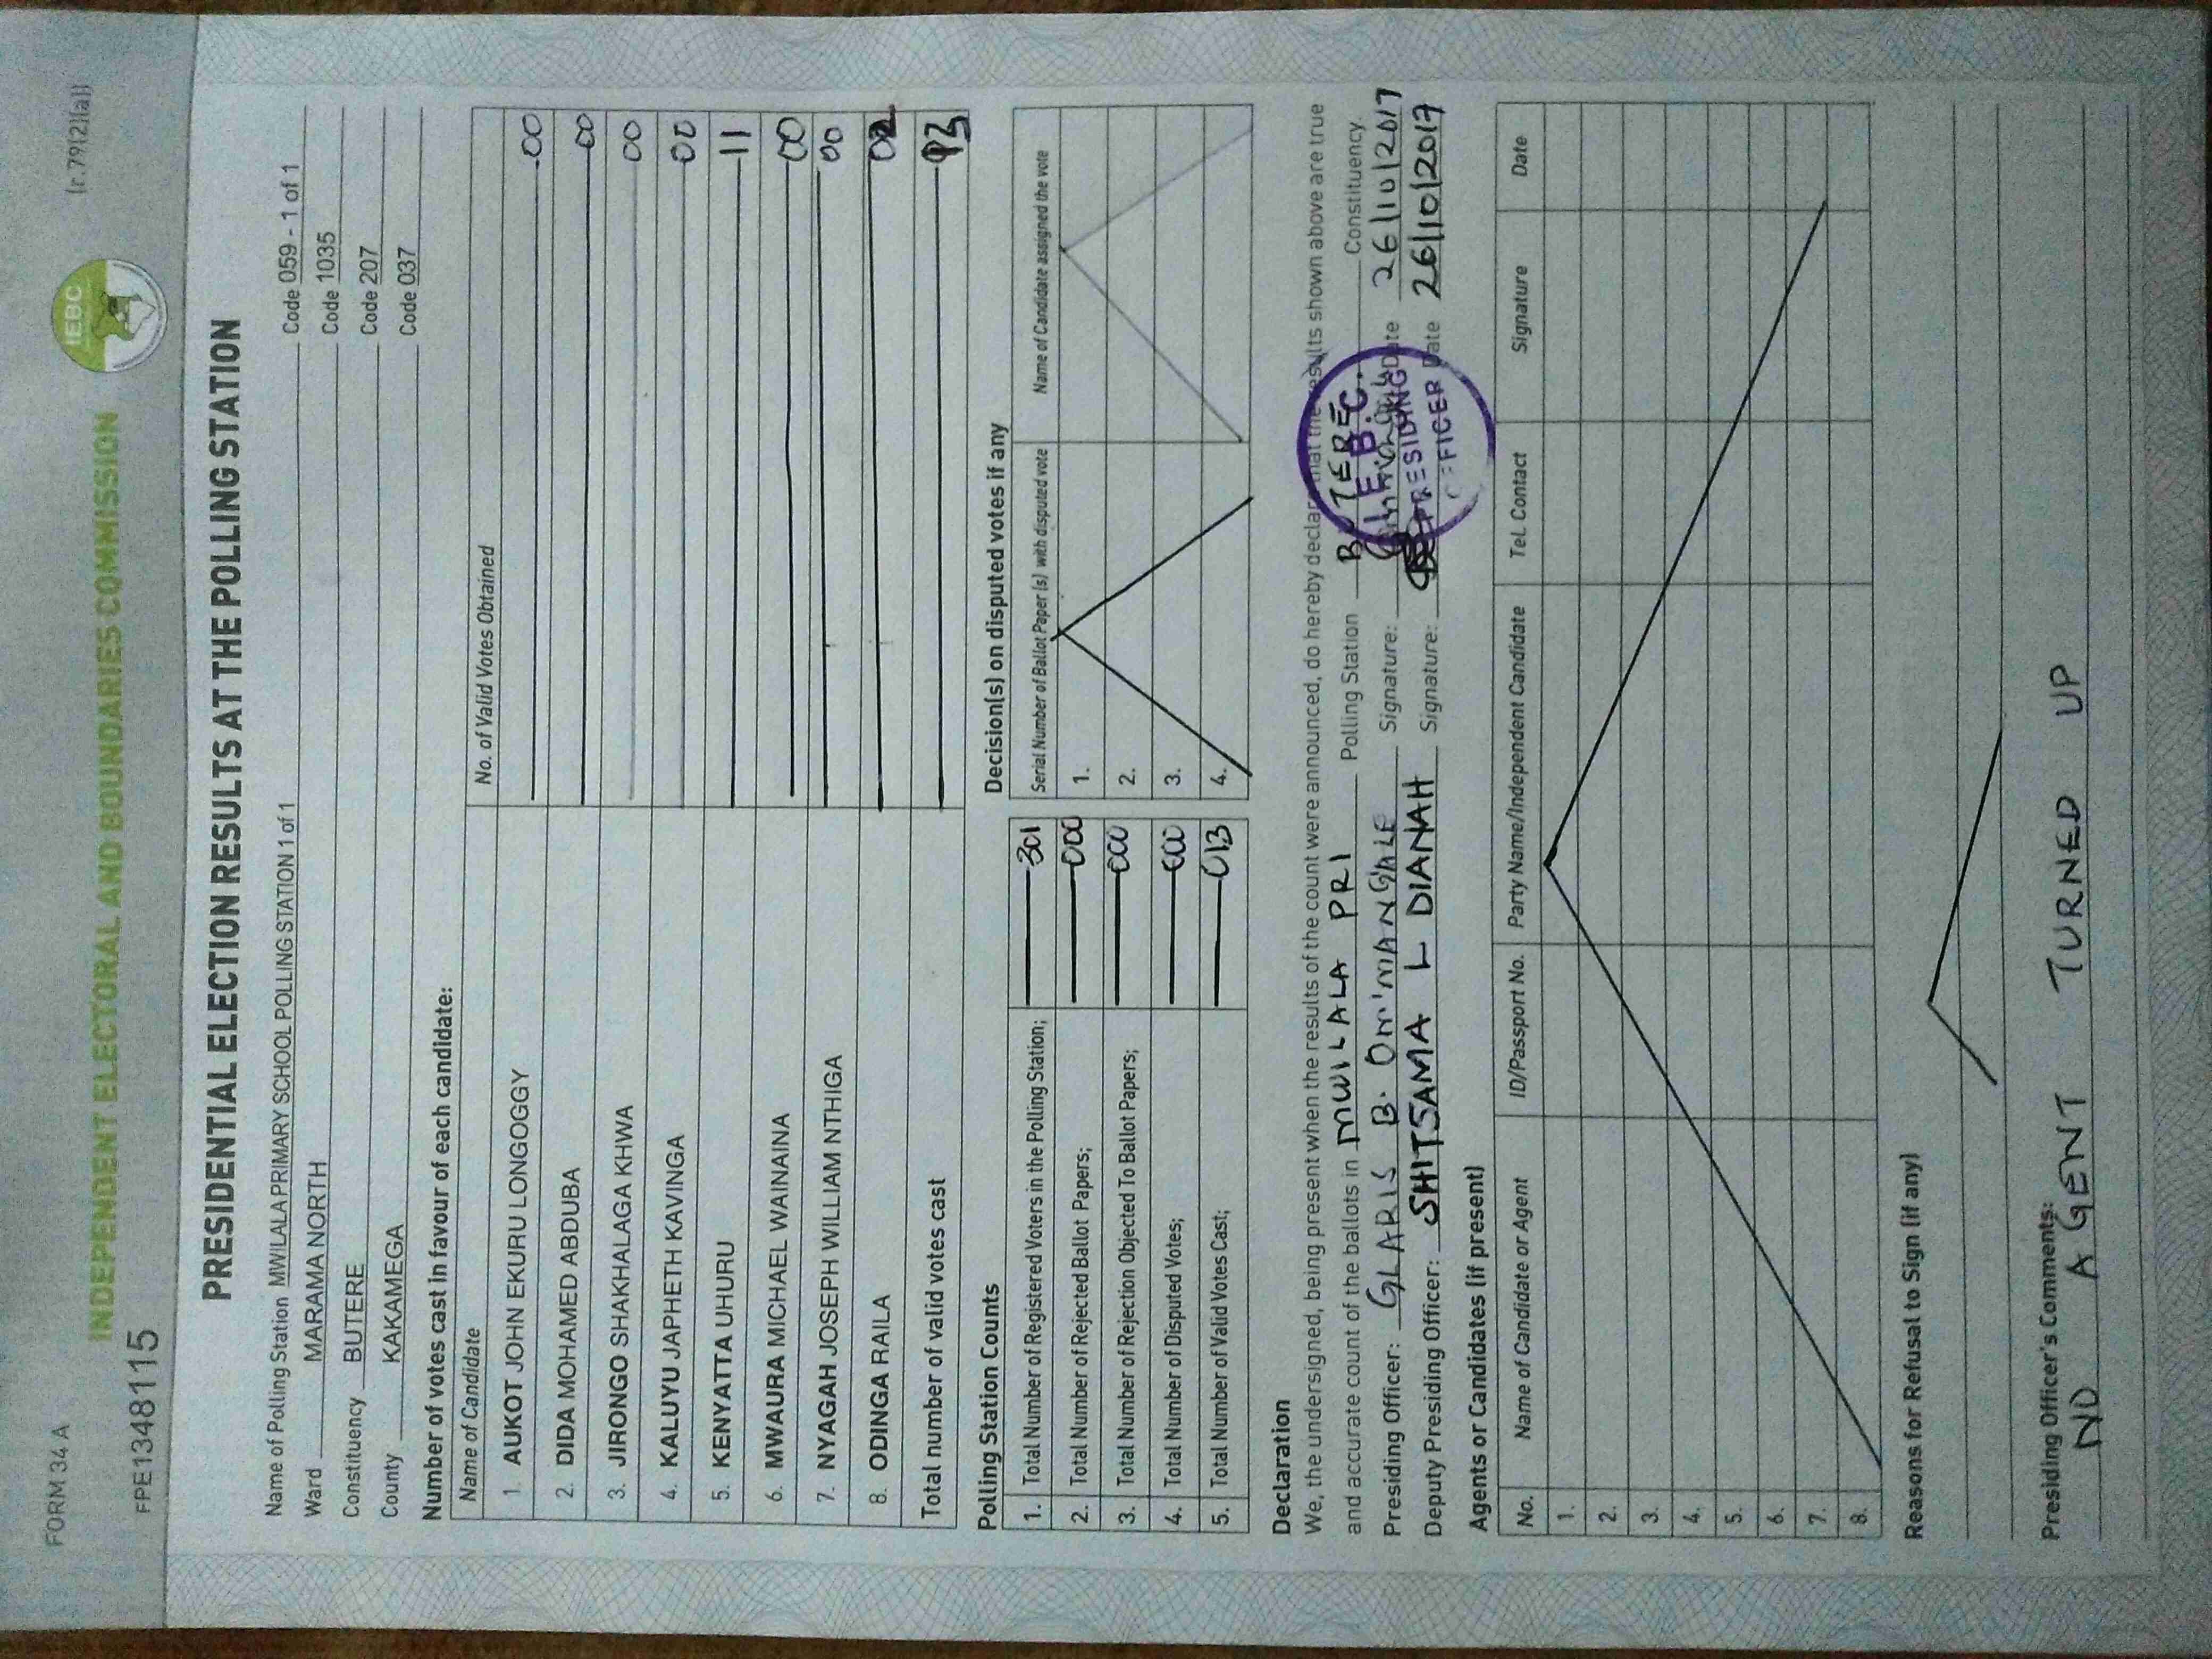 FORM 34 A
(r.79(2)(a))
INDEPENDENT ELECTORAL AND BOUNDARIES COMMISSION
IEBC
FPE1348115
PRESIDENTIAL ELECTION RESULTS AT THE POLLING STATION
Name of Polling Station MWILALA PRIMARY SCHOOL POLLING STATION 1 of 1 Code 059 - 1 of 1
Ward MARAMA NORTH Code 1035
Constituency BUTERE Code 207
County KAKAMEGA Code 037
Number of votes cast in favour of each candidate:
Name of Candidate No. of Valid Votes Obtained
1. AUKOT JOHN EKURU LONGOGGY 00
2. DIDA MOHAMED ABDUBA 00
3. JIRONGO SHAKHALAGA KHWA 00
4. KALUYU JAPHETH KAVINGA 00
5. KENYATTA UHURU 11
6. MWAURA MICHAEL WAINAINA 00
7. NYAGAH JOSEPH WILLIAM NTHIGA 00
8. ODINGA RAILA 02
Total number of valid votes cast 13
Polling Station Counts
1. Total Number of Registered Voters in the Polling Station; 301
2. Total Number of Rejected Ballot Papers; 000
3. Total Number of Rejection Objected To Ballot Papers; 000
4. Total Number of Disputed Votes; 000
5. Total Number of Valid Votes Cast; 013
Decision(s) on disputed votes if any
Serial Number of Ballot Paper (s) with disputed vote Name of Candidate assigned the vote
1.
2.
3.
4.
Declaration
We, the undersigned, being present when the results of the count were announced, do hereby declare that the results shown above are true
and accurate count of the ballots in MWILALA PRI Polling Station BUTERE Constituency.
Presiding Officer: GLARIS B. Signature: Date 26/10/2017
Deputy Presiding Officer: SHITSAMA L DIANAH Signature: Date 26/10/2017
I.E.B.C.
PRESIDING
OFFICER
Agents or Candidates (if present)
No. Name of Candidate or Agent ID/Passport No. Party Name/Independent Candidate Tel. Contact Signature Date
1.
2.
3.
4.
5.
6.
7.
8.
Reasons for Refusal to Sign (if any)
Presiding Officer's Comments:
NO AGENT TURNED UP